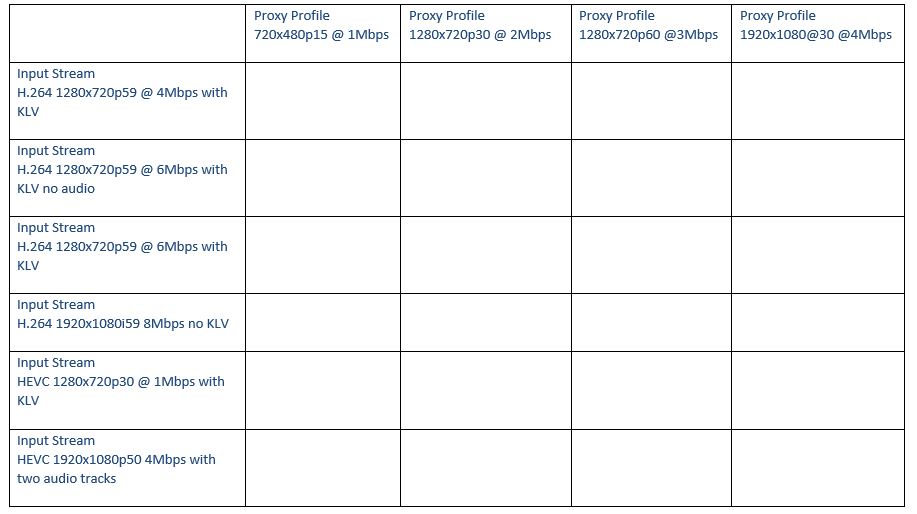 Proxy Profile
720x480p15 @ 1Mbps
Proxy Profile
1280x720p30 @ 2Mbps
Proxy Profile
1280x720p60 @3Mbps
Proxy Profile
1920x1080@30 @4Mbps
Input Stream
H.264 1280x720p59 @ 4Mbps with
KLV
Input Stream
H.264 1280x720p59 @ 6Mbps with
KLV no audio
Input Stream
H.264 1280x720p59 @ 6Mbps with
KLV
Input Stream
H.264 1920x1080i59 8Mbps no KLV
Input Stream
HEVC 1280x720p30 @ 1Mbps with
KLV
Input Stream
HEVC 1920x1080p50 4Mbps with
two audio tracks